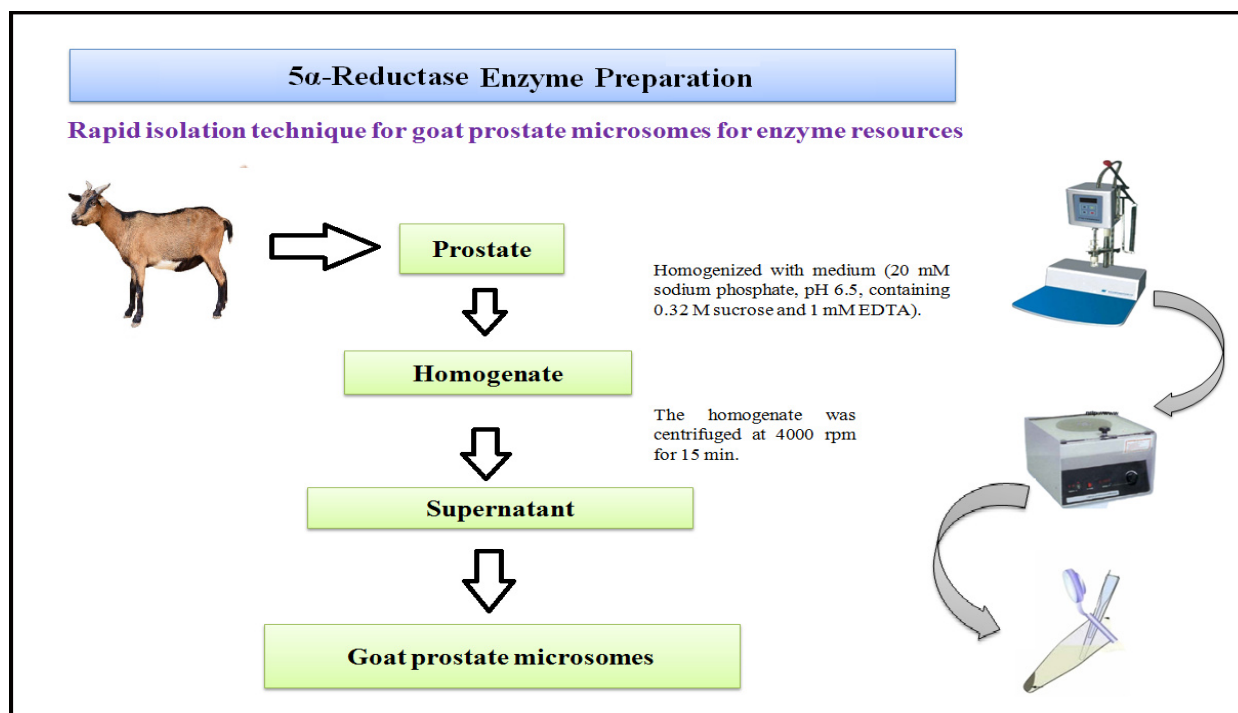 5α-Reductase Enzyme Preparation
Rapid isolation technique for goat prostate microsomes for enzyme resources
Prostate
Homogenized with medium (20 mM
sodium phosphate, pH 6.5, containing
0.32 M sucrose and 1 mM EDTA).
Homogenate
The homogenate was
centrifuged at 4000 rpm
for 15 min.
Supernatant
Goat prostate microsomes